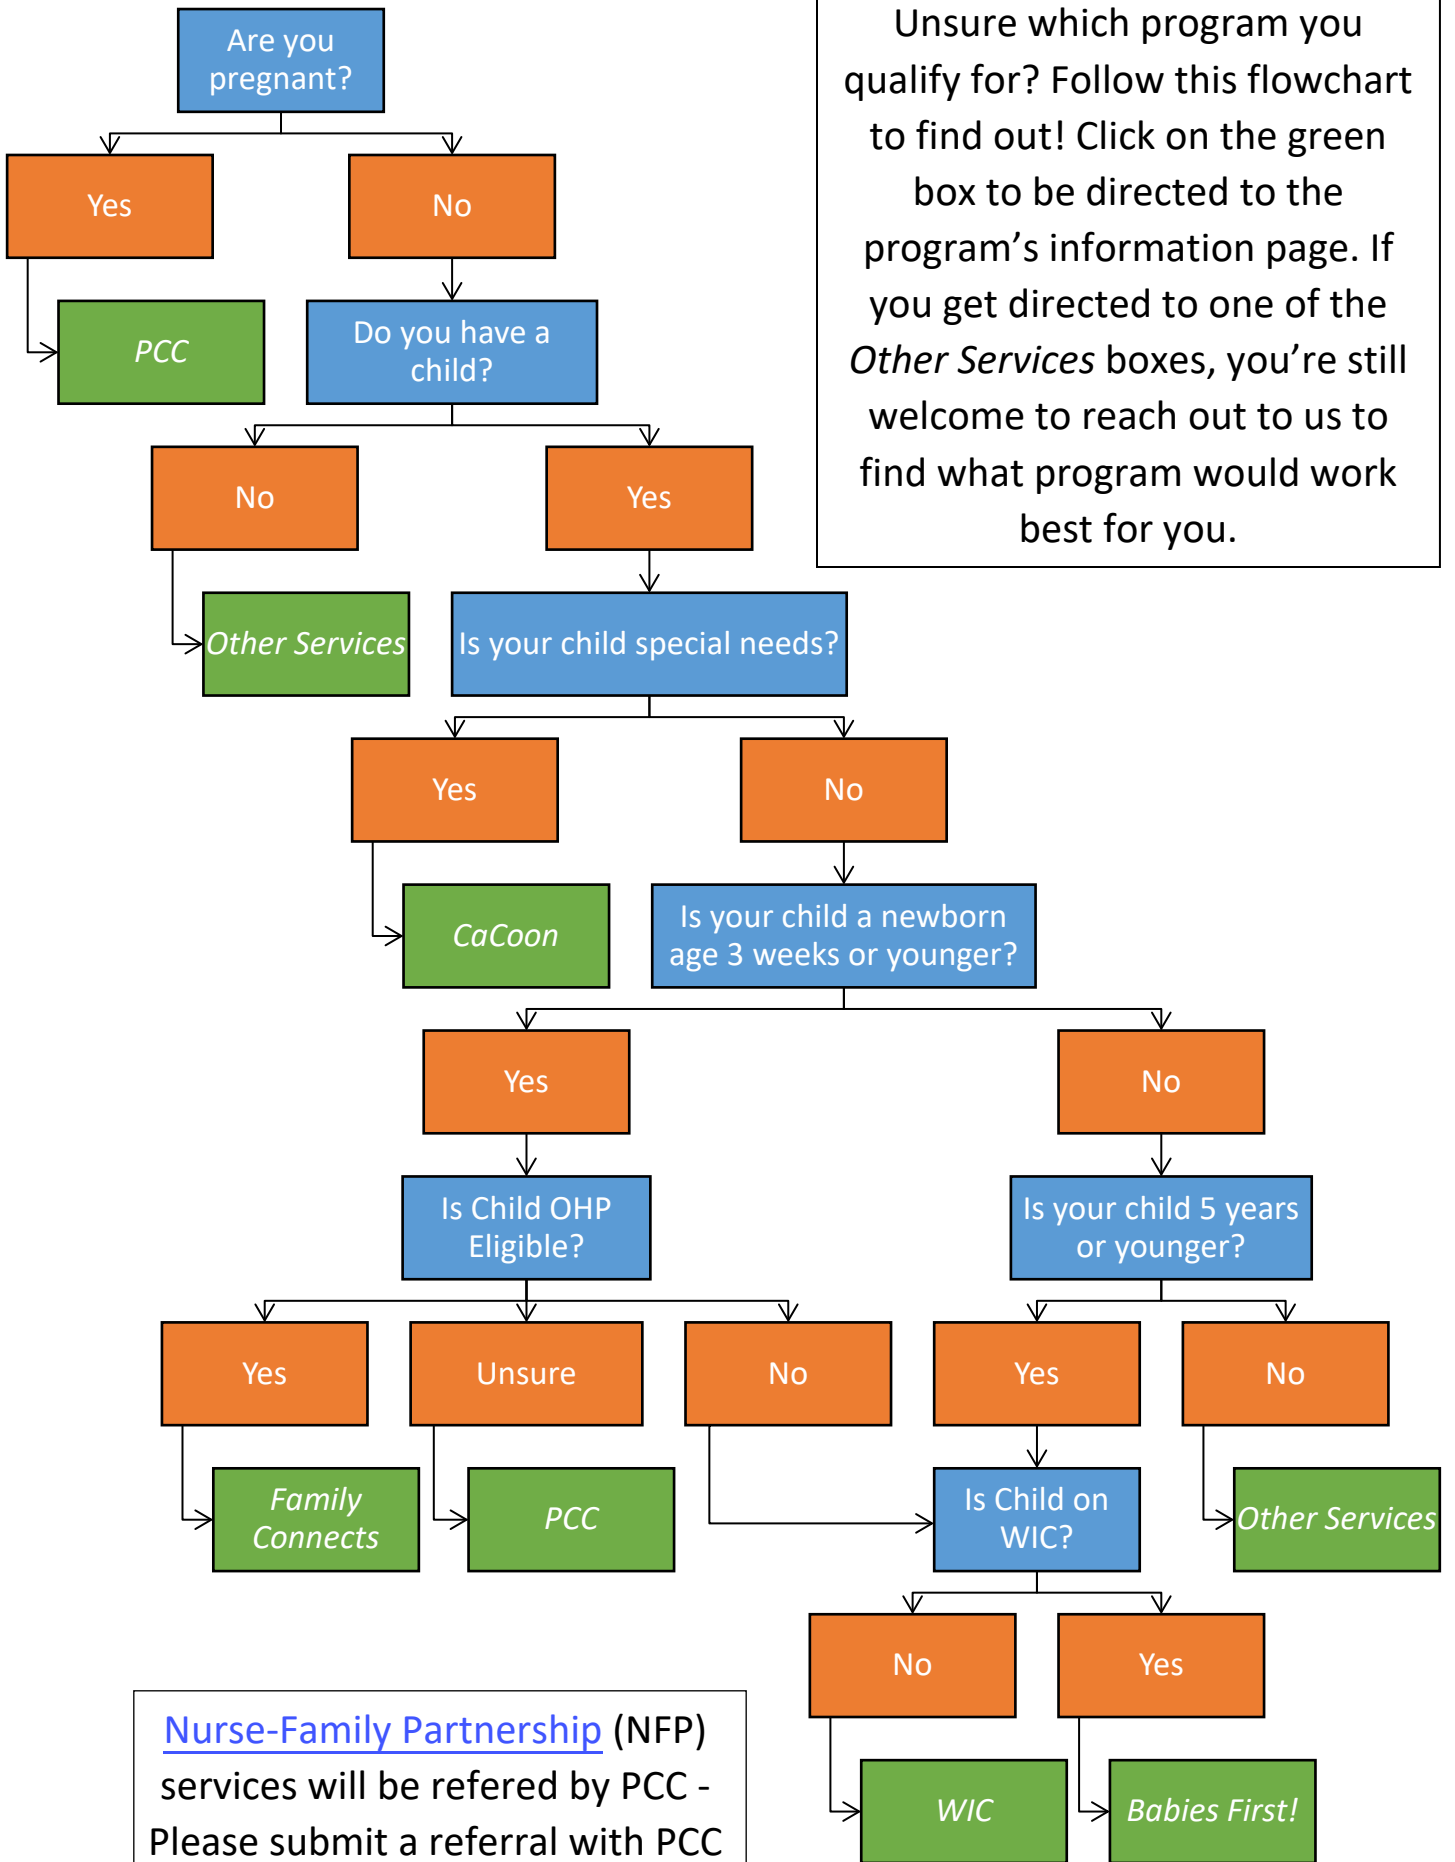 Are you
pregnant?
Unsure which program you
qualify for? Follow this flowchart
to find out! Click on the green
box to be directed to the
program’s information page. If
you get directed to one of the
Other Services boxes, you’re still
welcome to reach out to us to
find what program would work
best for you.
Yes
No
PCC
Do you have a
child?
No
Yes
Other Services
Is your child special needs?
Yes
No
CaCoon
Is your child a newborn
age 3 weeks or younger?
Yes
No
Is Child OHP
Eligible?
Is your child 5 years
or younger?
Yes
Unsure
No
Yes
No
Family
Connects
PCC
Is Child on
WIC?
Other Services
No
Yes
WIC
Babies First!
Nurse-Family Partnership (NFP)
services will be refered by PCC -
Please submit a referral with PCC